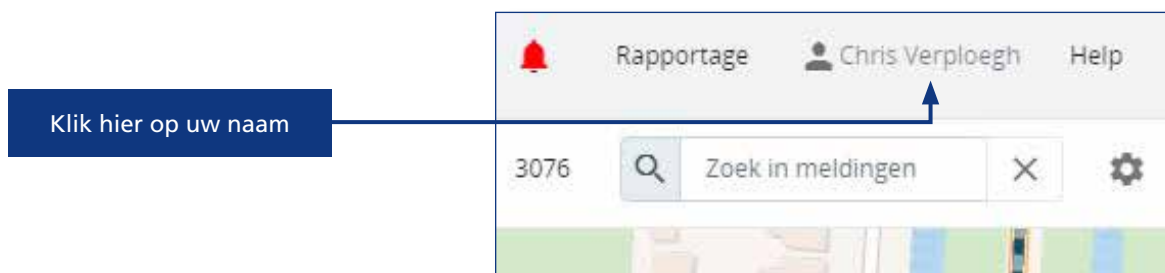 Rapportage Chris Verploegh Help
Klik hier op uw naam
3076 Zoek in meldingen